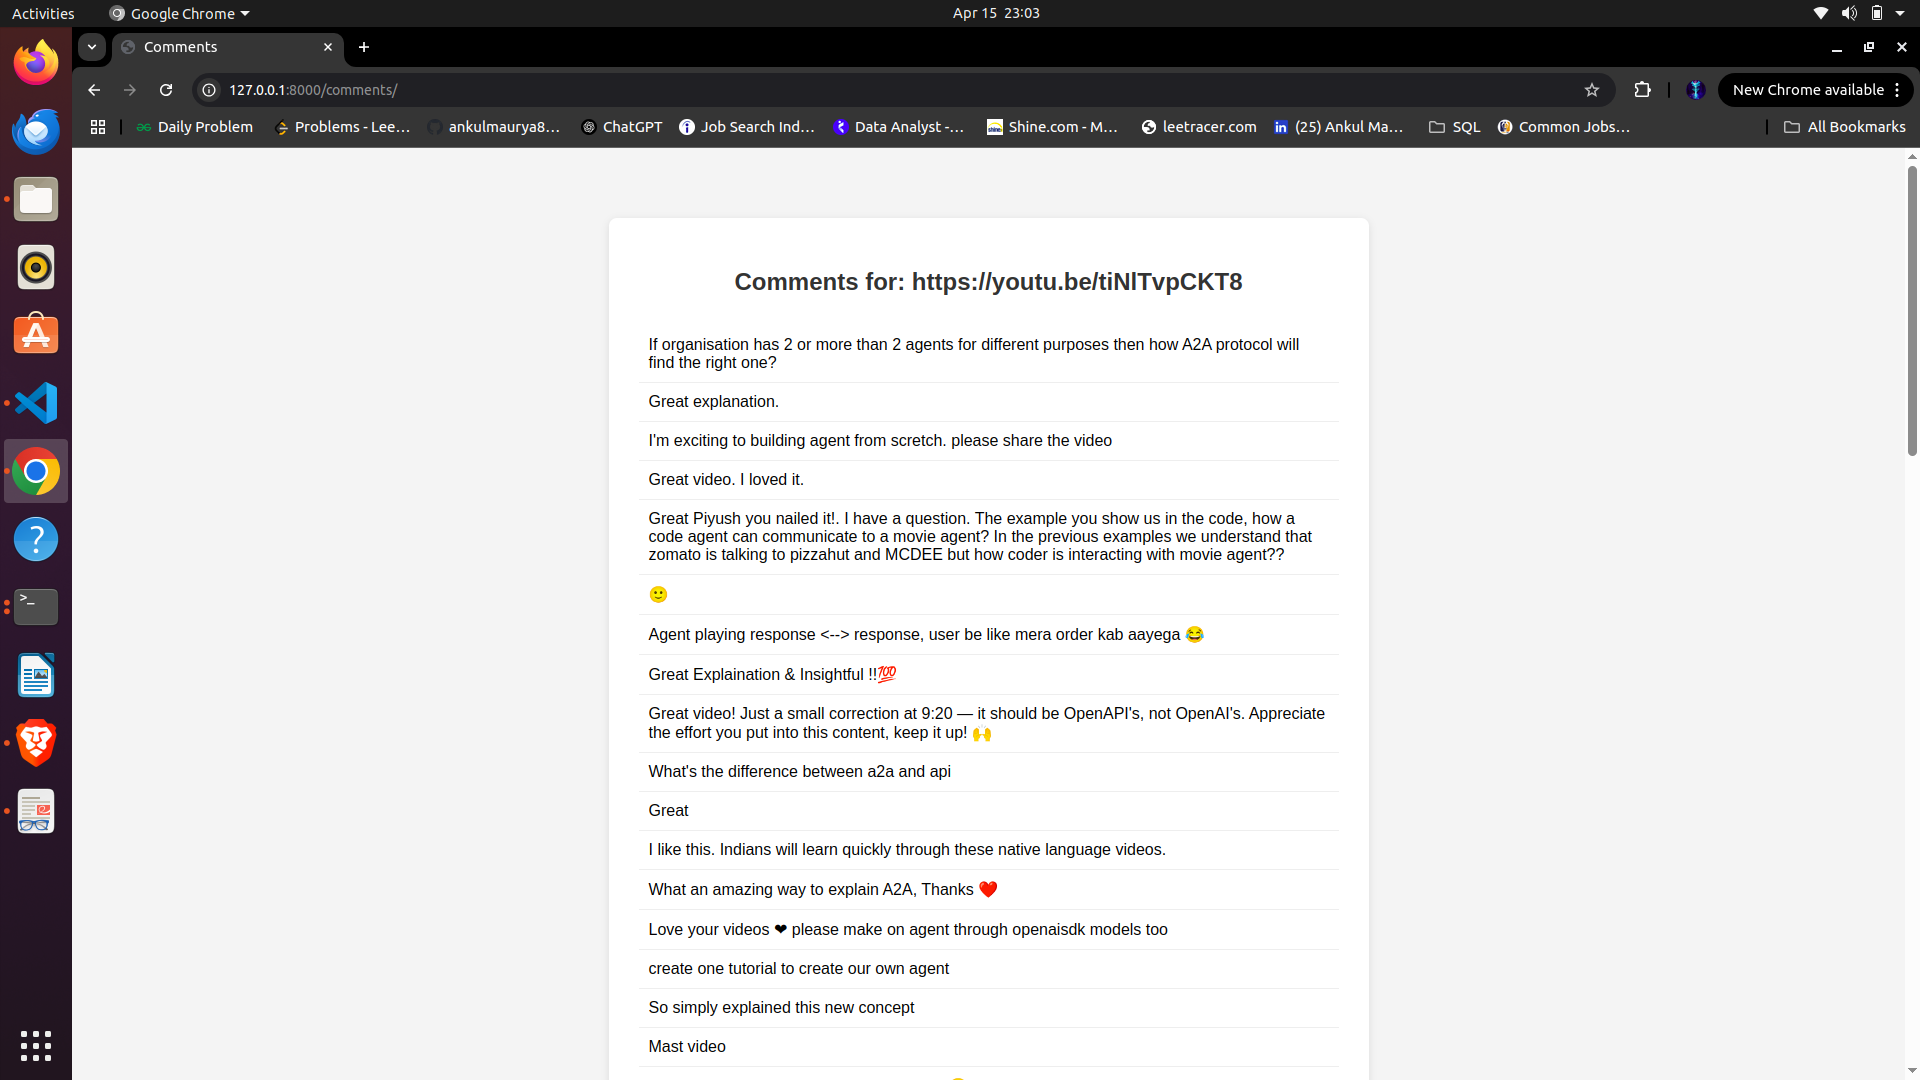 Activities
Google Chrome
Apr 15 23:03
Comments
127.0.0.1:8000/comments/
New Chrome available
Daily Problem
Problems - Lee...
ankulmaurya8...
ChatGPT
Job Search Ind...
Data Analyst -...
Shine.com - M...
leetracer.com
(25) Ankul Ma...
SQL
Common Jobs...
All Bookmarks
Comments for: https://youtu.be/tiNlTvpCKT8
If organisation has 2 or more than 2 agents for different purposes then how A2A protocol will
find the right one?
Great explanation.
I'm exciting to building agent from scretch. please share the video
Great video. I loved it.
Great Piyush you nailed it!. I have a question. The example you show us in the code, how a
code agent can communicate to a movie agent? In the previous examples we understand that
zomato is talking to pizzahut and MCDEE but how coder is interacting with movie agent??
🙂
Agent playing response <--> response, user be like mera order kab aayega 😂
Great Explaination & Insightful !!💯
Great video! Just a small correction at 9:20 — it should be OpenAPI's, not OpenAI's. Appreciate
the effort you put into this content, keep it up! 🙌
What's the difference between a2a and api
Great
I like this. Indians will learn quickly through these native language videos.
What an amazing way to explain A2A, Thanks ❤️
Love your videos ❤ please make on agent through openaisdk models too
create one tutorial to create our own agent
So simply explained this new concept
Mast video